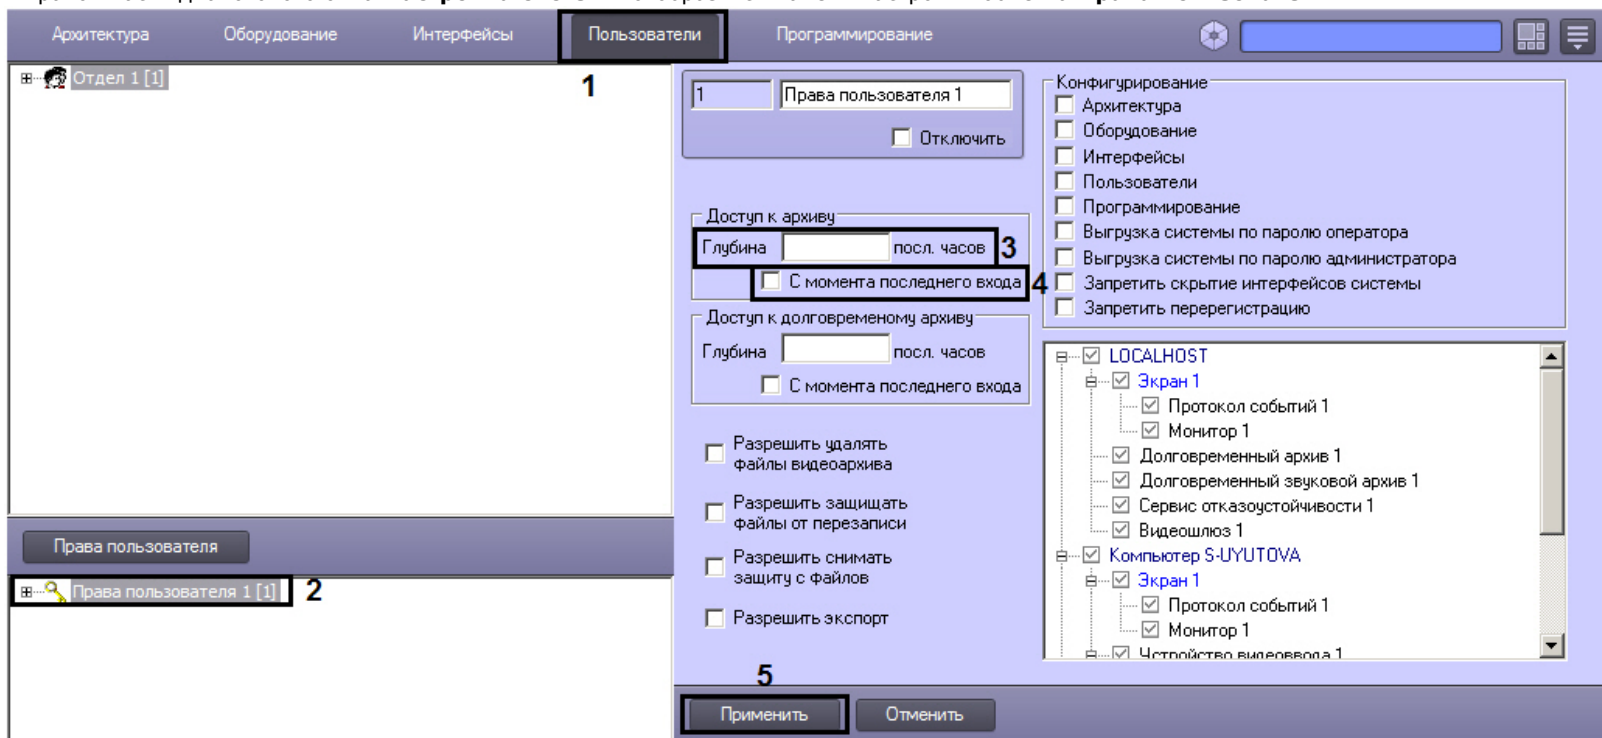 Архитектура
Оборудование
Интерфейсы
Пользователи
Программирование
1
Отдел 1 [1]
Права пользователя
Права пользователя 1 [1]
2
1
Права пользователя 1
Отключить
Доступ к архиву
Глубина
посл. часов
3
С момента последнего входа
4
Доступ к долговременому архиву
Глубина
посл. часов
С момента последнего входа
Разрешить удалять
файлы видеоархива
Разрешить защищать
файлы от перезаписи
Разрешить снимать
защиту с файлов
Разрешить экспорт
Конфигурирование
Архитектура
Оборудование
Интерфейсы
Пользователи
Программирование
Выгрузка системы по паролю оператора
Выгрузка системы по паролю администратора
Запретить скрытие интерфейсов системы
Запретить перерегистрацию
LOCALHOST
Экран 1
Протокол событий 1
Монитор 1
Долговременный архив 1
Долговременный звуковой архив 1
Сервис отказоустойчивости 1
Видеошлюз 1
Компьютер S-UYUTOVA
Экран 1
Протокол событий 1
Монитор 1
Устройство видеоввода 1
5
Применить
Отменить